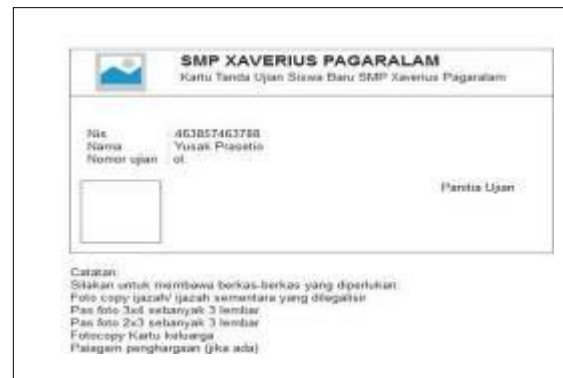 SMP XAVERIUS PAGARALAM
Kartu Tanda Ujian Siswa Baru SMP Xaverius Pagaralam
Nis 463857463788
Nama Yusak Prasetio
Nomor ujian ol
Panitia Ujian
Catatan:
Silakan untuk membawa berkas-berkas yang diperlukan:
Foto copy ijazah/ ijazah sementara yang dilegalisir
Pas foto 3x4 sebanyak 3 lembar
Pas foto 2x3 sebanyak 3 lembar
Fotocopy Kartu keluarga
Palagem penghargaan (jika ada)